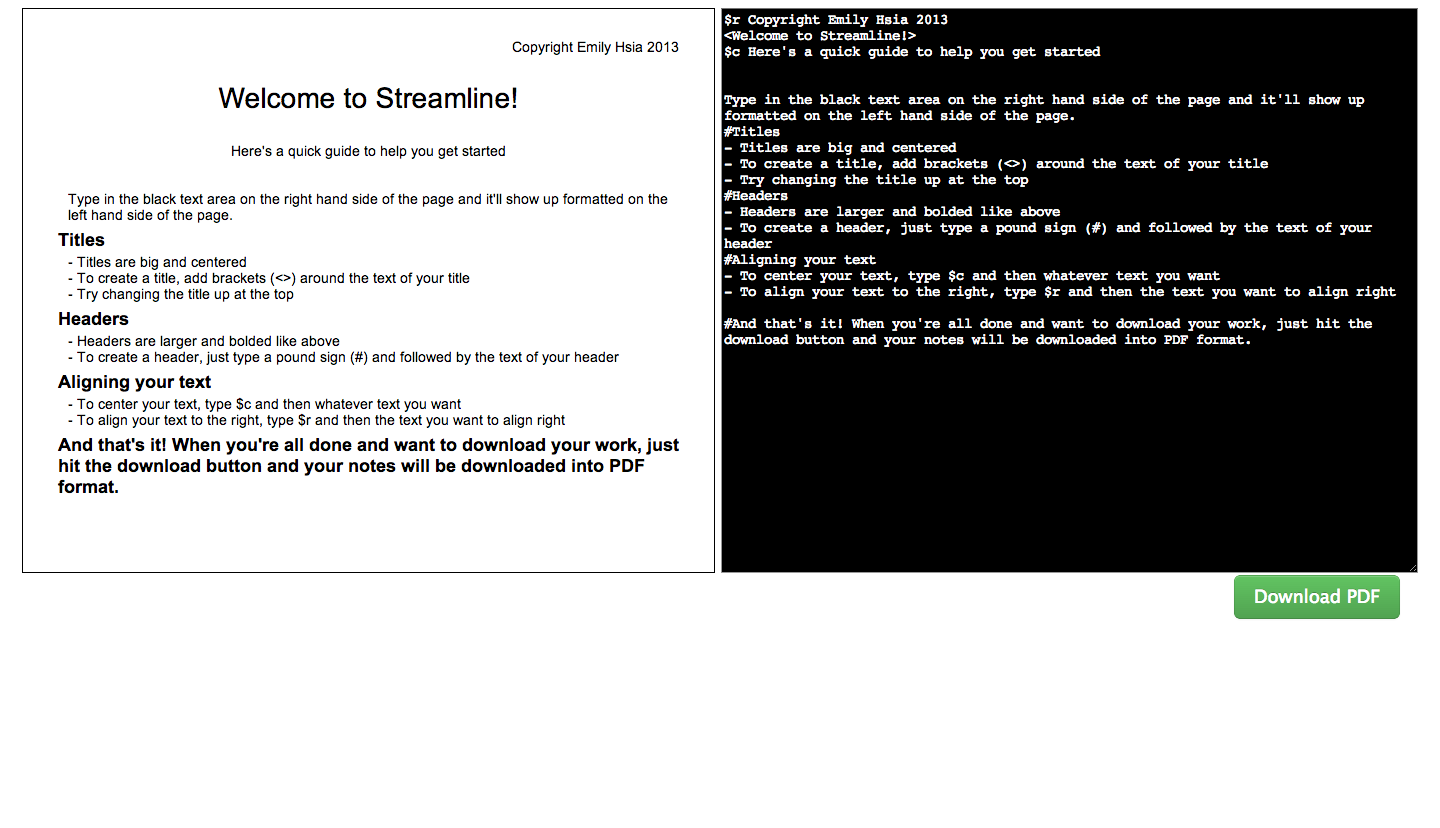 Copyright Emily Hsia 2013
Welcome to Streamline!
Here's a quick guide to help you get started
Type in the black text area on the right hand side of the page and it'll show up formatted on the
left hand side of the page.
Titles
- Titles are big and centered
- To create a title, add brackets (<>) around the text of your title
- Try changing the title up at the top
Headers
- Headers are larger and bolded like above
- To create a header, just type a pound sign (#) and followed by the text of your header
Aligning your text
- To center your text, type $c and then whatever text you want
- To align your text to the right, type $r and then the text you want to align right
And that's it! When you're all done and want to download your work, just
hit the download button and your notes will be downloaded into PDF
format.
$r Copyright Emily Hsia 2013
<Welcome to Streamline!>
$c Here's a quick guide to help you get started
Type in the black text area on the right hand side of the page and it'll show up
formatted on the left hand side of the page.
#Titles
- Titles are big and centered
- To create a title, add brackets (<>) around the text of your title
- Try changing the title up at the top
#Headers
- Headers are larger and bolded like above
- To create a header, just type a pound sign (#) and followed by the text of your
header
#Aligning your text
- To center your text, type $c and then whatever text you want
- To align your text to the right, type $r and then the text you want to align right
#And that's it! When you're all done and want to download your work, just hit the
download button and your notes will be downloaded into PDF format.
Download PDF